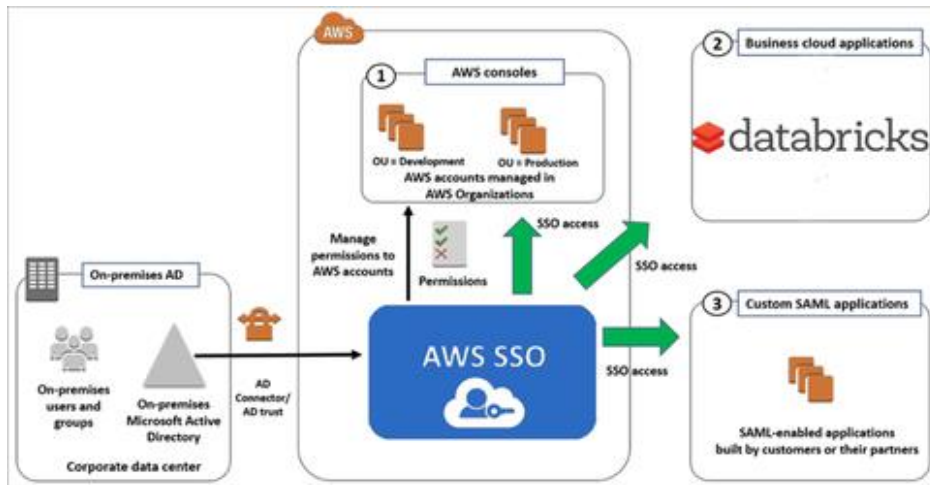 AWS
1
AWS consoles
OU = Development
OU = Production
AWS accounts managed in
AWS Organizations
Manage
permissions to
AWS accounts
Permissions
SSO access
SSO access
SSO access
AWS SSO
On-premises AD
On-premises
users and
groups
On-premises
Microsoft Active
Directory
Corporate data center
AD
Connector/
AD trust
2
Business cloud applications
databricks
3
Custom SAML applications
SAML-enabled applications
built by customers or their partners